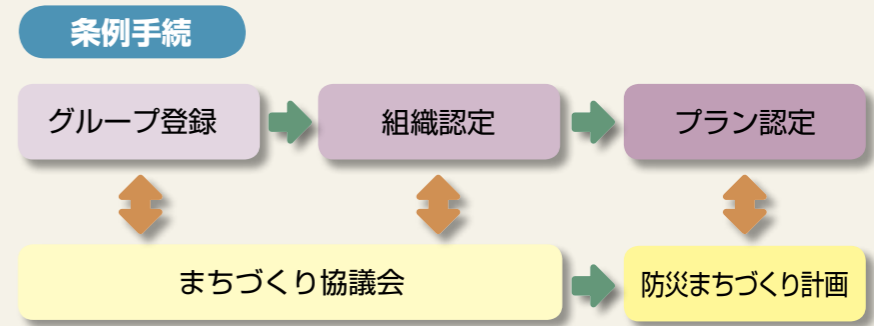 条例手続
グループ登録
組織認定
プラン認定
まちづくり協議会
防災まちづくり計画